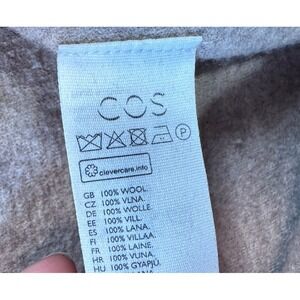 COS
P
clevercare.info
GB 100% WOOL.
CZ 100% VLNA.
DE 100% WOLLE.
EE 100% VILL.
ES 100% LANA.
FI 100% VILLAA.
FR 100% LAINE.
HR 100% VUNA.
HU 100% GYAPJÚ.